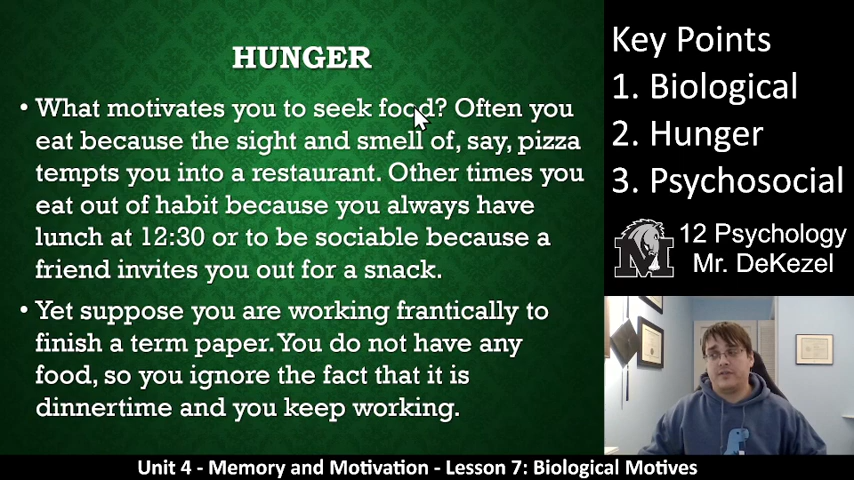 HUNGER
• What motivates you to seek food? Often you
eat because the sight and smell of, say, pizza
tempts you into a restaurant. Other times you
eat out of habit because you always have
lunch at 12:30 or to be sociable because a
friend invites you out for a snack.
• Yet suppose you are working frantically to
finish a term paper. You do not have any
food, so you ignore the fact that it is
dinnertime and you keep working.
Key Points
1. Biological
2. Hunger
3. Psychosocial
M
12 Psychology
Mr. DeKezel
Unit 4 - Memory and Motivation - Lesson 7: Biological Motives